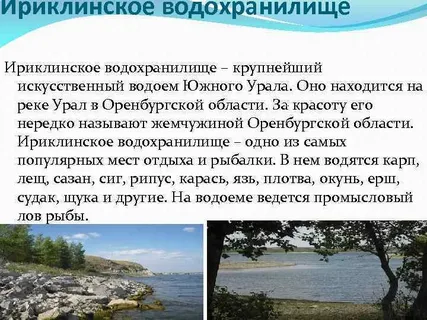 Ириклинское водохранилище
Ириклинское водохранилище – крупнейший
искусственный водоем Южного Урала. Оно находится на
реке Урал в Оренбургской области. За красоту его
нередко называют жемчужиной Оренбургской области.
Ириклинское водохранилище – одно из самых
популярных мест отдыха и рыбалки. В нем водятся карп,
лещ, сазан, сиг, рипус, карась, язь, плотва, окунь, ерш,
судак, щука и другие. На водоеме ведется промысловый
лов рыбы.